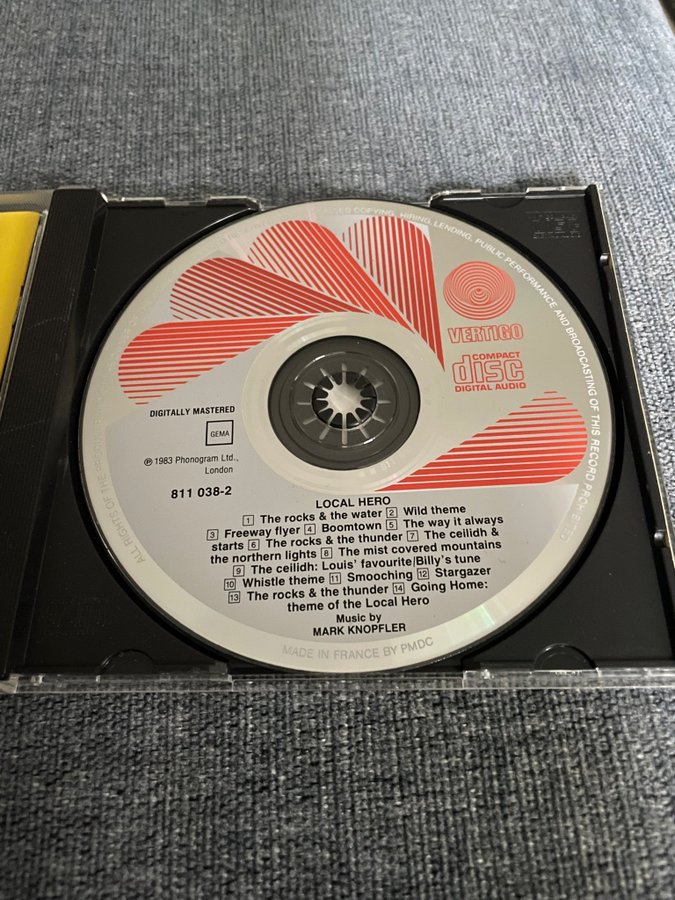 COPYING, HIRING, LENDING, PUBLIC PERFORMANCE AND BROADCASTING OF THIS RECORD PROHIBITED
VERTIGO
COMPACT
disc
DIGITAL AUDIO
DIGITALLY MASTERED
GEMA
℗ 1983 Phonogram Ltd.,
London
811 038-2
LOCAL HERO
1 The rocks & the water 2 Wild theme
3 Freeway flyer 4 Boomtown 5 The way it always
starts 6 The rocks & the thunder 7 The ceilidh &
the northern lights 8 The mist covered mountains
9 The ceilidh: Louis' favourite/Billy's tune
10 Whistle theme 11 Smooching 12 Stargazer
13 The rocks & the thunder 14 Going Home:
theme of the Local Hero
Music by
MARK KNOPFLER
MADE IN FRANCE BY PMDC
ALL RIGHTS OF THE